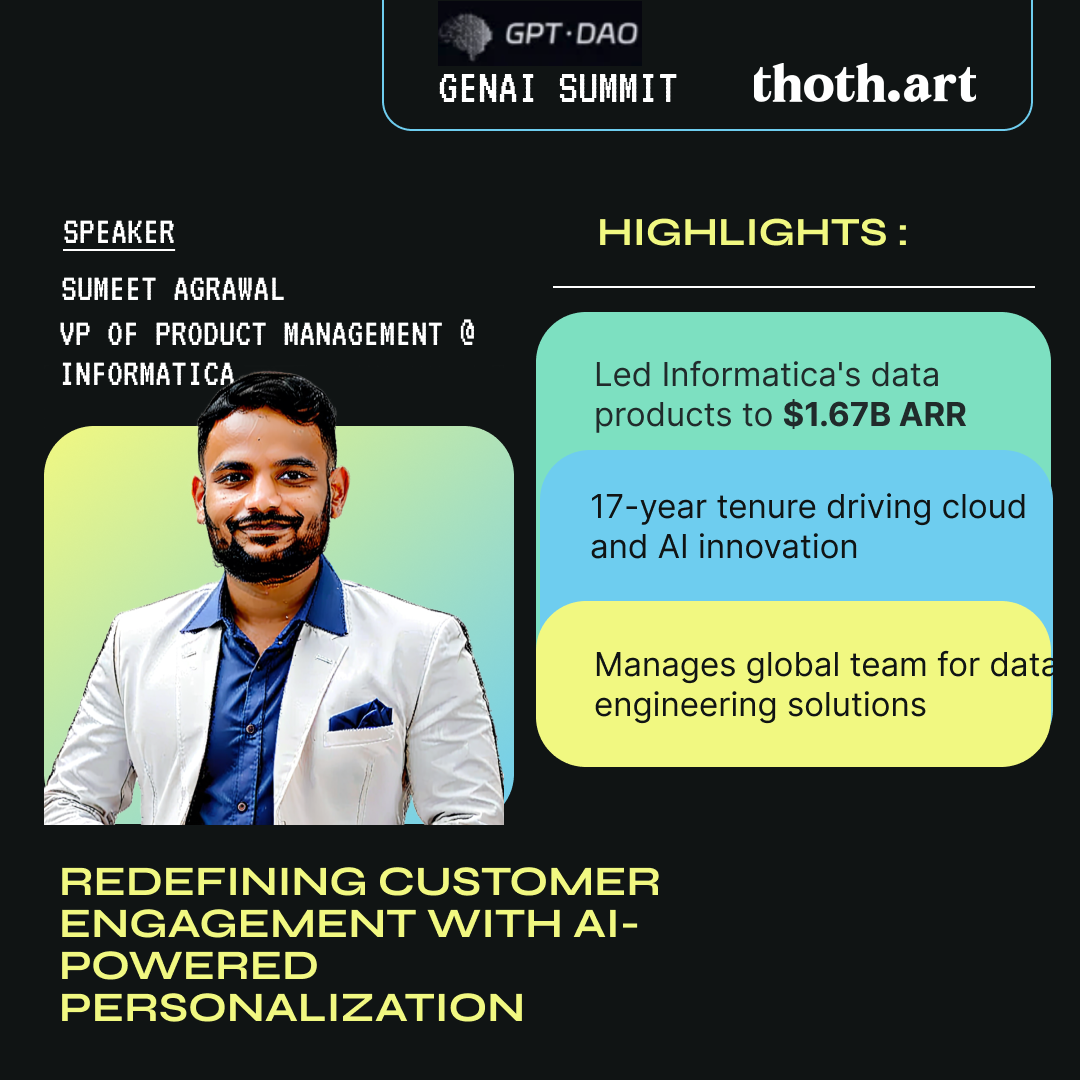 GPT·DAO
GENAI SUMMIT
thoth.art
SPEAKER
SUMEET AGRAWAL
VP OF PRODUCT MANAGEMENT @
INFORMATICA
HIGHLIGHTS :
Led Informatica's data
products to $1.67B ARR
17-year tenure driving cloud
and AI innovation
Manages global team for data
engineering solutions
REDEFINING CUSTOMER
ENGAGEMENT WITH AI-
POWERED
PERSONALIZATION